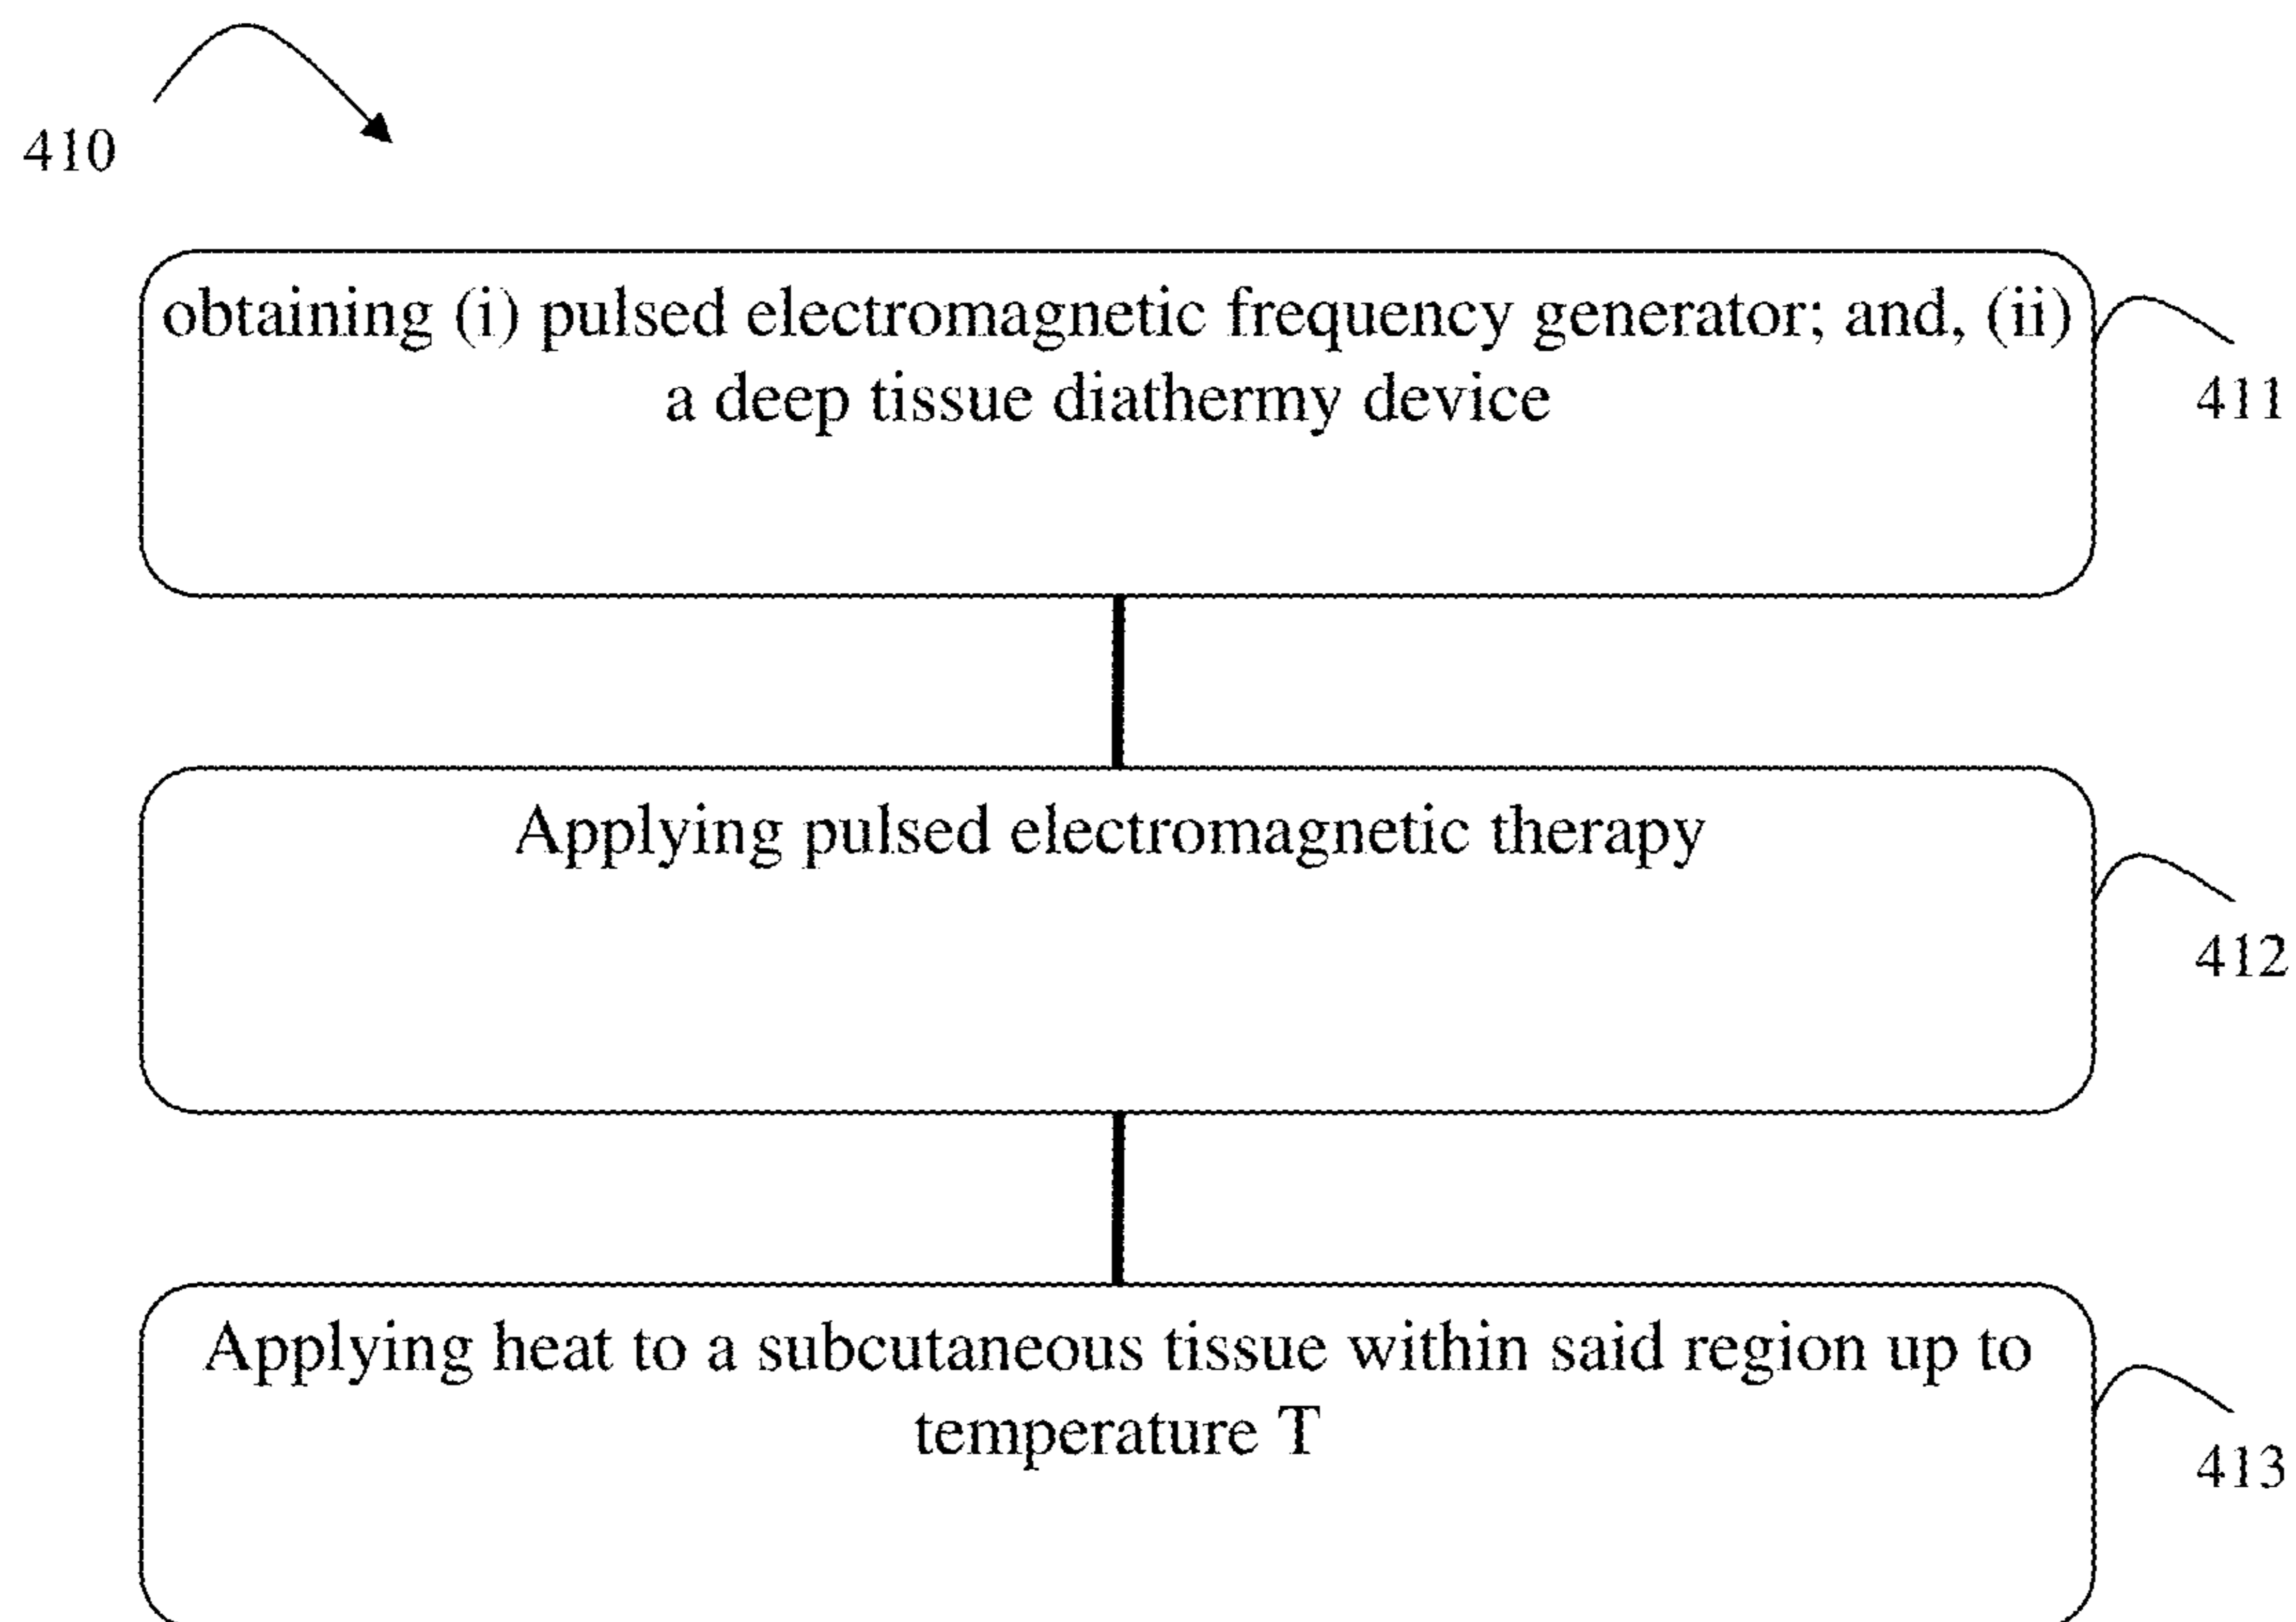 410
obtaining (i) pulsed electromagnetic frequency generator; and, (ii)
a deep tissue diathermy device
411
Applying pulsed electromagnetic therapy
412
Applying heat to a subcutaneous tissue within said region up to
temperature T
413